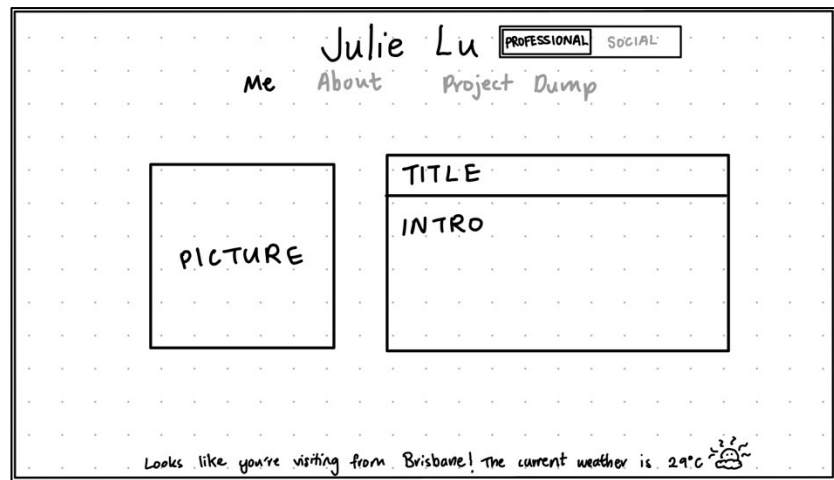 Julie Lu PROFESSIONAL SOCIAL
Me About Project Dump
TITLE
PICTURE
INTRO
Looks like you're visiting from Brisbane! The current weather is 29°C